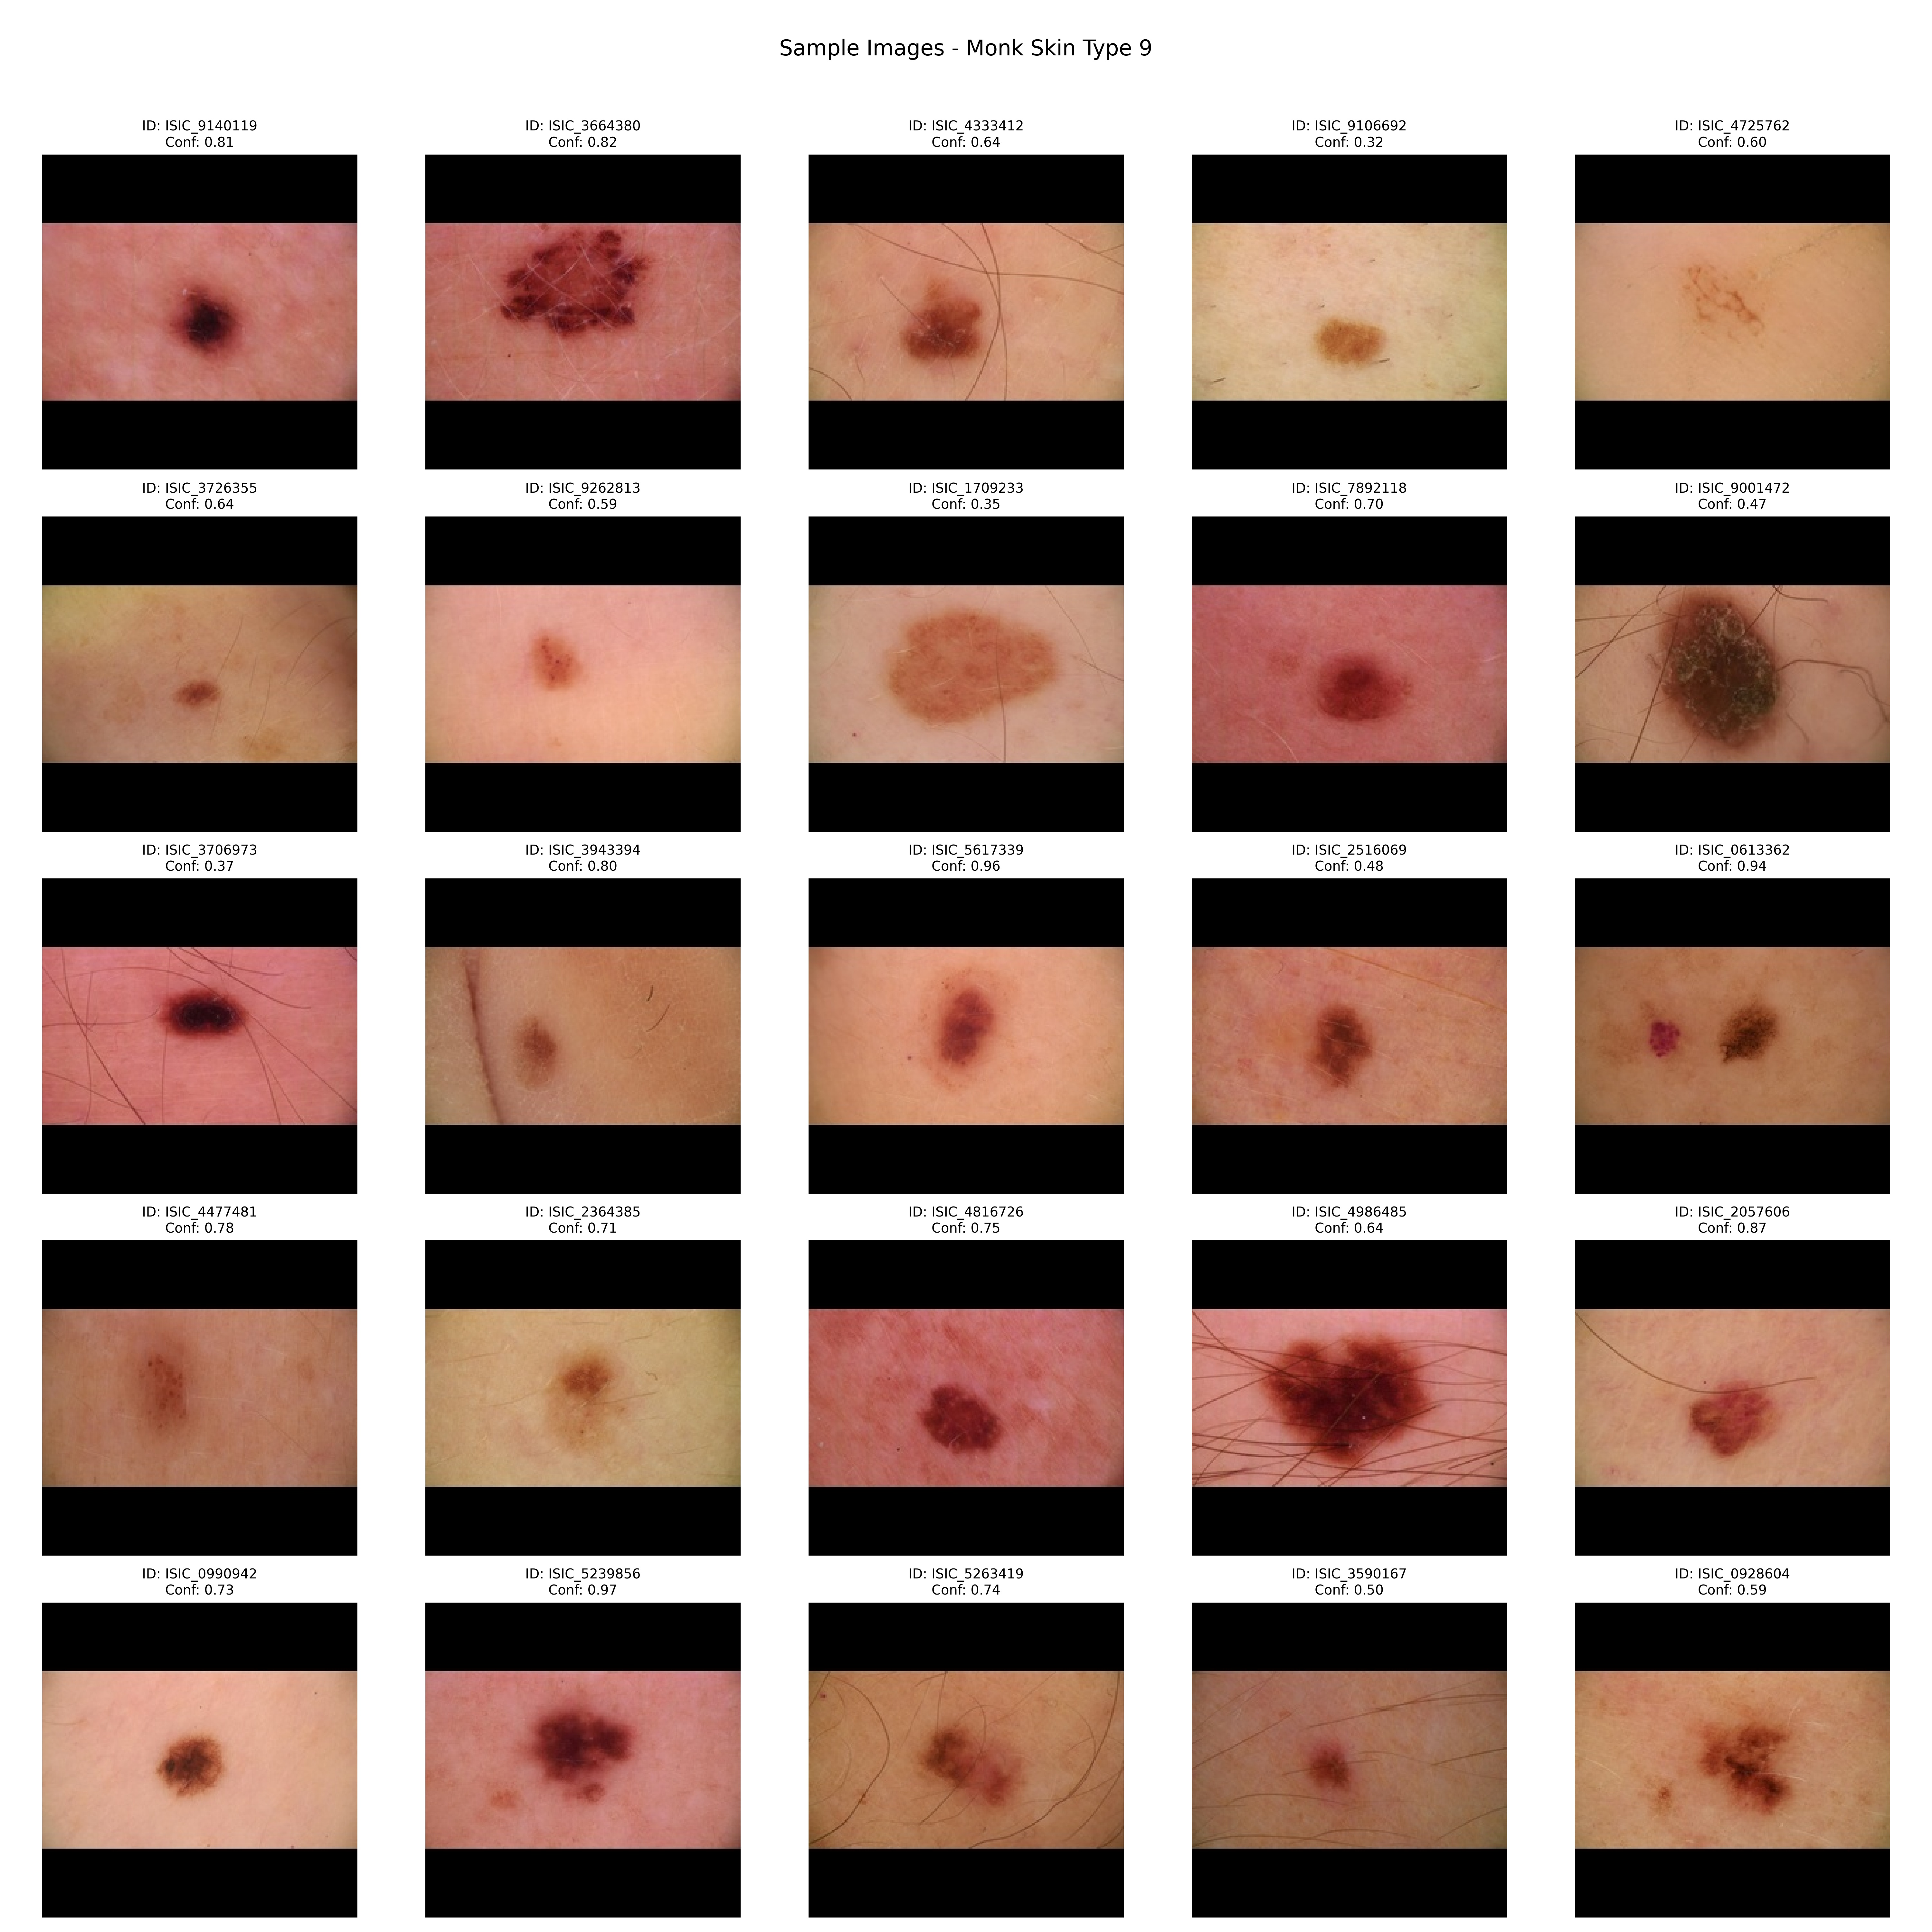 Sample Images - Monk Skin Type 9
ID: ISIC_9140119
Conf: 0.81
ID: ISIC_3664380
Conf: 0.82
ID: ISIC_4333412
Conf: 0.64
ID: ISIC_9106692
Conf: 0.32
ID: ISIC_4725762
Conf: 0.60
ID: ISIC_3726355
Conf: 0.64
ID: ISIC_9262813
Conf: 0.59
ID: ISIC_1709233
Conf: 0.35
ID: ISIC_7892118
Conf: 0.70
ID: ISIC_9001472
Conf: 0.47
ID: ISIC_3706973
Conf: 0.37
ID: ISIC_3943394
Conf: 0.80
ID: ISIC_5617339
Conf: 0.96
ID: ISIC_2516069
Conf: 0.48
ID: ISIC_0613362
Conf: 0.94
ID: ISIC_4477481
Conf: 0.78
ID: ISIC_2364385
Conf: 0.71
ID: ISIC_4816726
Conf: 0.75
ID: ISIC_4986485
Conf: 0.64
ID: ISIC_2057606
Conf: 0.87
ID: ISIC_0990942
Conf: 0.73
ID: ISIC_5239856
Conf: 0.97
ID: ISIC_5263419
Conf: 0.74
ID: ISIC_3590167
Conf: 0.50
ID: ISIC_0928604
Conf: 0.59